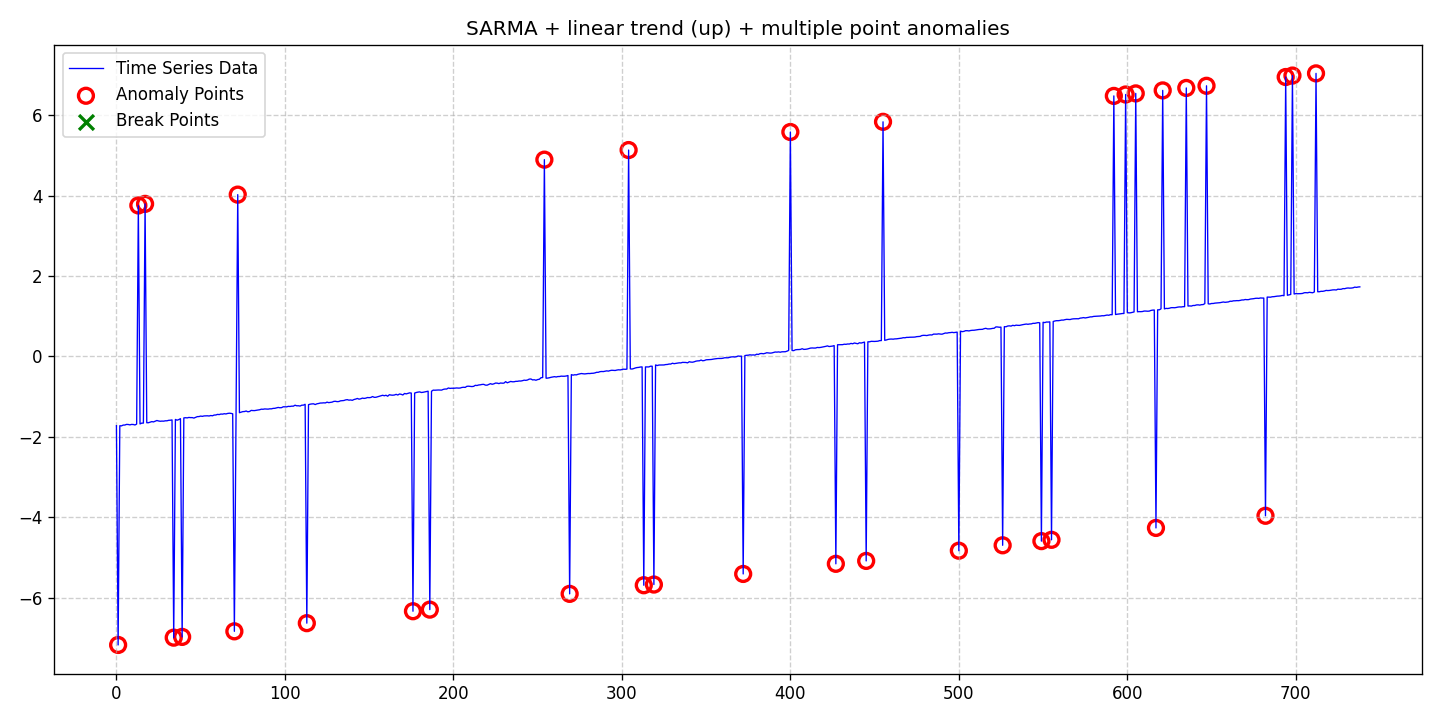 SARMA + linear trend (up) + multiple point anomalies
Time Series Data
Anomaly Points
Break Points
6
4
2
0
−2
−4
−6
0 100 200 300 400 500 600 700